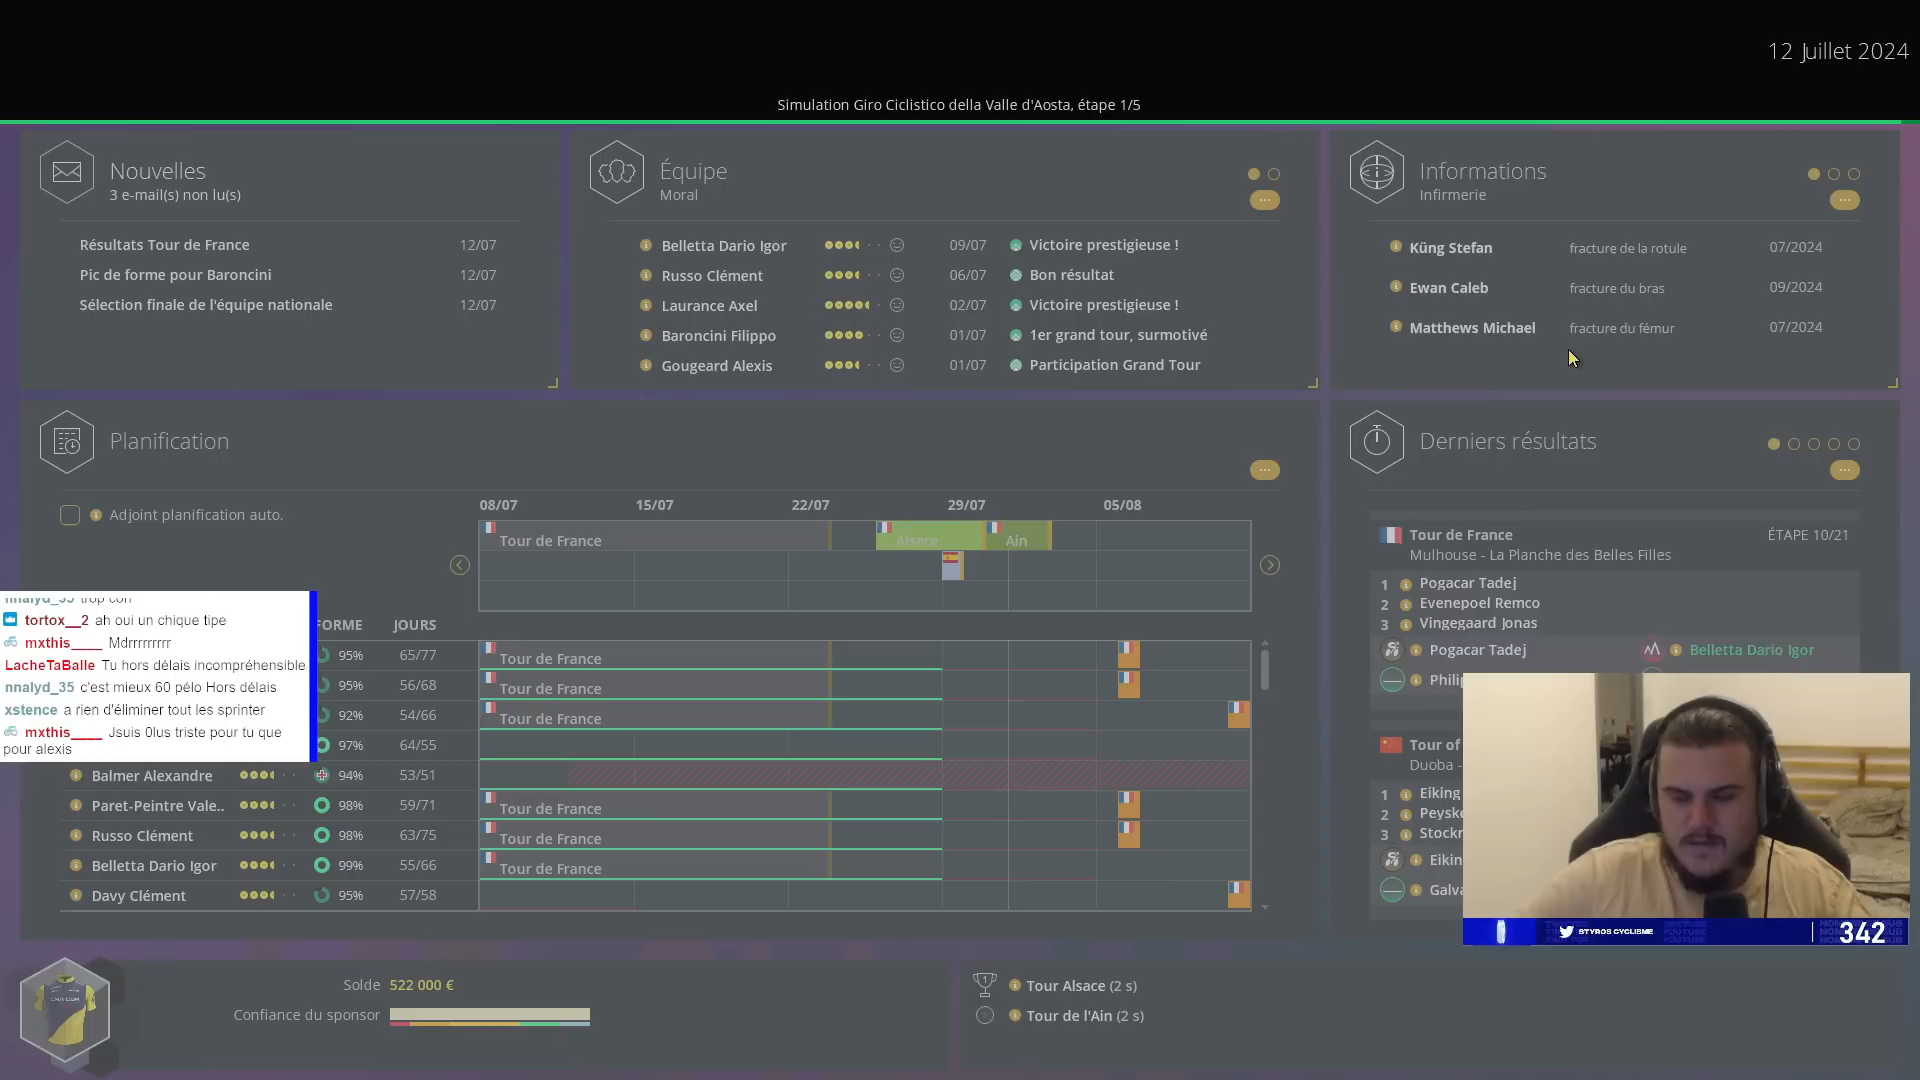 12 Juillet 2024
Simulation Giro Ciclistico della Valle d'Aosta, étape 1/5
Nouvelles
3 e-mail(s) non lu(s)
Résultats Tour de France 12/07
Pic de forme pour Baroncini 12/07
Sélection finale de l'équipe nationale 12/07
Équipe
Moral
Belletta Dario Igor 09/07 Victoire prestigieuse !
Russo Clément 06/07 Bon résultat
Laurance Axel 02/07 Victoire prestigieuse !
Baroncini Filippo 01/07 1er grand tour, surmotivé
Gougeard Alexis 01/07 Participation Grand Tour
Informations
Infirmerie
Küng Stefan fracture de la rotule 07/2024
Ewan Caleb fracture du bras 09/2024
Matthews Michael fracture du fémur 07/2024
Planification
Adjoint planification auto.
08/07 15/07 22/07 29/07 05/08
Tour de France Alsace Ain
FORME JOURS
95% 65/77 Tour de France
95% 56/68 Tour de France
92% 54/66 Tour de France
97% 64/55
Balmer Alexandre 94% 53/51
Paret-Peintre Vale.. 98% 59/71 Tour de France
Russo Clément 98% 63/75 Tour de France
Belletta Dario Igor 99% 55/66 Tour de France
Davy Clément 95% 57/58
nnalyd_35 trop con
tortox__2 ah oui un chique tipe
mxthis____ Mdrrrrrrrrr
LacheTaBalle Tu hors délais incompréhensible
nnalyd_35 c'est mieux 60 pélo Hors délais
xstence a rien d'éliminer tout les sprinter
mxthis____ Jsuis 0lus triste pour tu que
pour alexis
Derniers résultats
Tour de France ÉTAPE 10/21
Mulhouse - La Planche des Belles Filles
1 Pogacar Tadej
2 Evenepoel Remco
3 Vingegaard Jonas
Pogacar Tadej Belletta Dario Igor
Philip
Tour of
Duoba -
1 Eiking
2 Peyske
3 Stockr
Eikin
Galva
STYROS CYCLISME
342
Solde 522 000 €
Confiance du sponsor
Tour Alsace (2 s)
Tour de l'Ain (2 s)